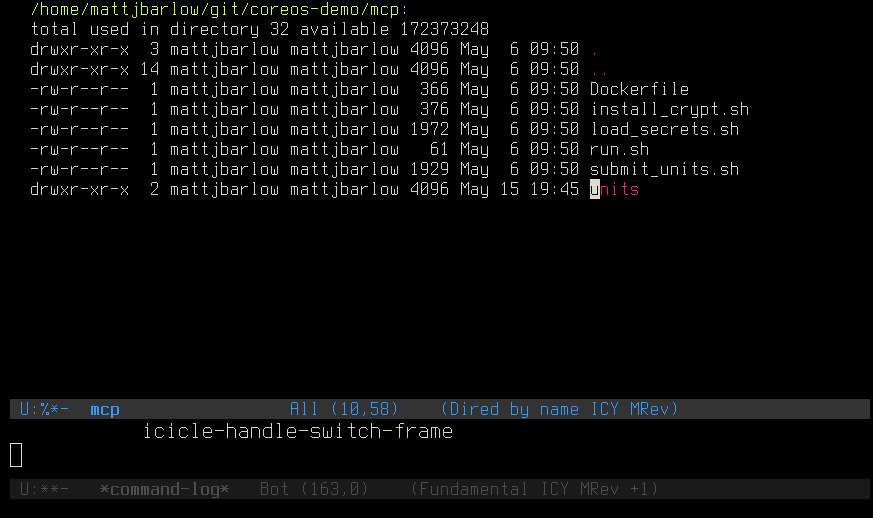 /home/mattjbarlow/git/coreos-demo/mcp:
total used in directory 32 available 172373248
drwxr-xr-x  3 mattjbarlow mattjbarlow 4096 May  6 09:50 .
drwxr-xr-x 14 mattjbarlow mattjbarlow 4096 May  6 09:50 ..
-rw-r--r--  1 mattjbarlow mattjbarlow  366 May  6 09:50 Dockerfile
-rw-r--r--  1 mattjbarlow mattjbarlow  376 May  6 09:50 install_crypt.sh
-rw-r--r--  1 mattjbarlow mattjbarlow 1972 May  6 09:50 load_secrets.sh
-rw-r--r--  1 mattjbarlow mattjbarlow   61 May  6 09:50 run.sh
-rw-r--r--  1 mattjbarlow mattjbarlow 1929 May  6 09:50 submit_units.sh
drwxr-xr-x  2 mattjbarlow mattjbarlow 4096 May 15 19:45 units
U:%*-  mcp                 All (10,58)    (Dired by name ICY MRev)
icicle-handle-switch-frame
U:**-   *command-log*   Bot (163,0)    (Fundamental ICY MRev +1)